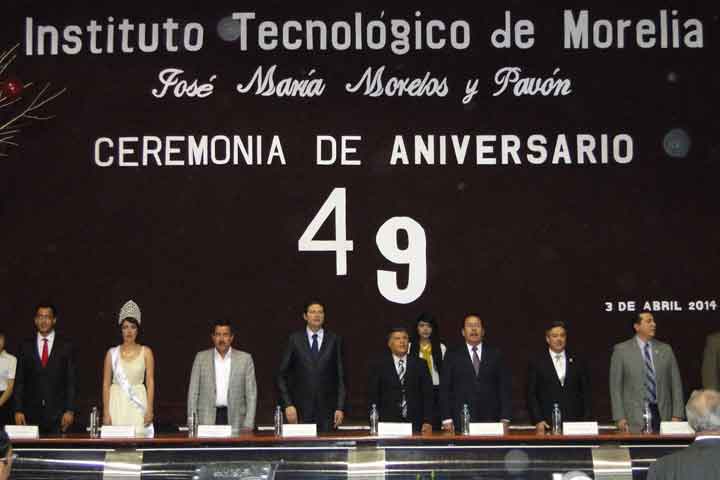 Instituto Tecnológico de Morelia
José María Morelos y Pavón
CEREMONIA DE ANIVERSARIO
49
3 DE ABRIL 2014